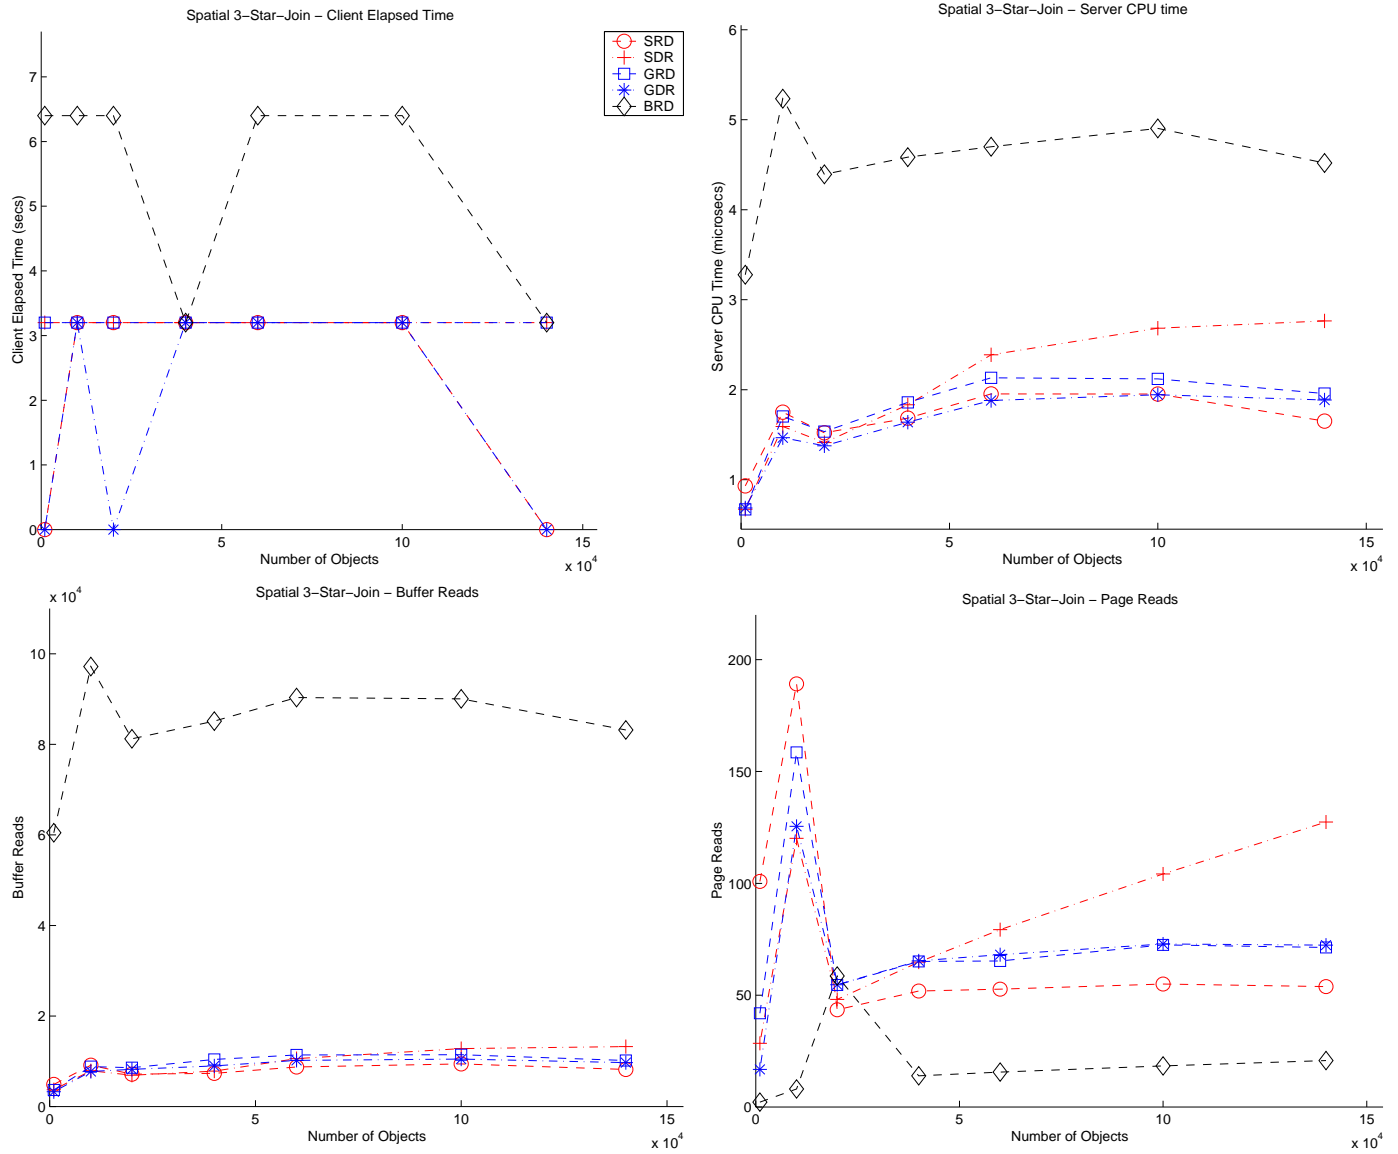 Spatial 3−Star−Join − Client Elapsed Time
7
6
5
4
3
2
1
0
Client Elapsed Time (secs)
0
5
10
15
x 10^4
Number of Objects
SRD
SDR
GRD
GDR
BRD
Spatial 3−Star−Join − Server CPU time
6
5
4
3
2
1
Server CPU Time (microsecs)
0
5
10
15
x 10^4
Number of Objects
Spatial 3−Star−Join − Buffer Reads
x 10^4
10
8
6
4
2
0
Buffer Reads
0
5
10
15
x 10^4
Number of Objects
Spatial 3−Star−Join − Page Reads
200
150
100
50
0
Page Reads
0
5
10
15
x 10^4
Number of Objects